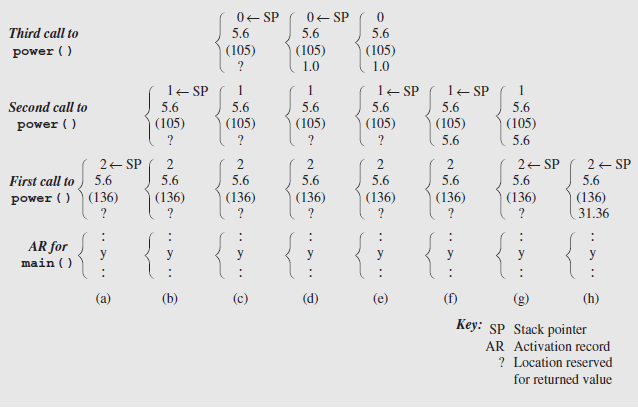 0 ← SP 0 ← SP 0
Third call to 5.6 5.6 5.6
power ( ) (105) (105) (105)
? 1.0 1.0
1 ← SP 1 1 1 ← SP 1 ← SP 1
Second call to 5.6 5.6 5.6 5.6 5.6 5.6
power ( ) (105) (105) (105) (105) (105) (105)
? ? ? ? 5.6 5.6
2 ← SP 2 2 2 2 2 2 ← SP 2 ← SP
First call to 5.6 5.6 5.6 5.6 5.6 5.6 5.6 5.6
power ( ) (136) (136) (136) (136) (136) (136) (136) (136)
? ? ? ? ? ? ? 31.36
AR for : : : : : : : :
main ( ) y y y y y y y y
: : : : : : : :
(a) (b) (c) (d) (e) (f) (g) (h)
Key: SP Stack pointer
AR Activation record
? Location reserved
for returned value